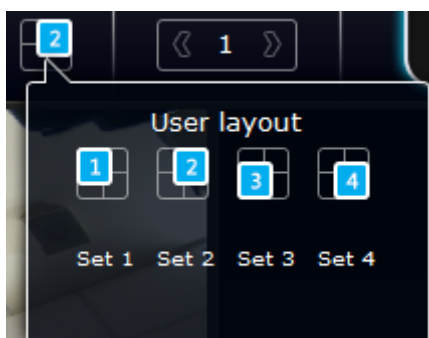 2 《 1 》
User layout
1 2 3 4
Set 1 Set 2 Set 3 Set 4